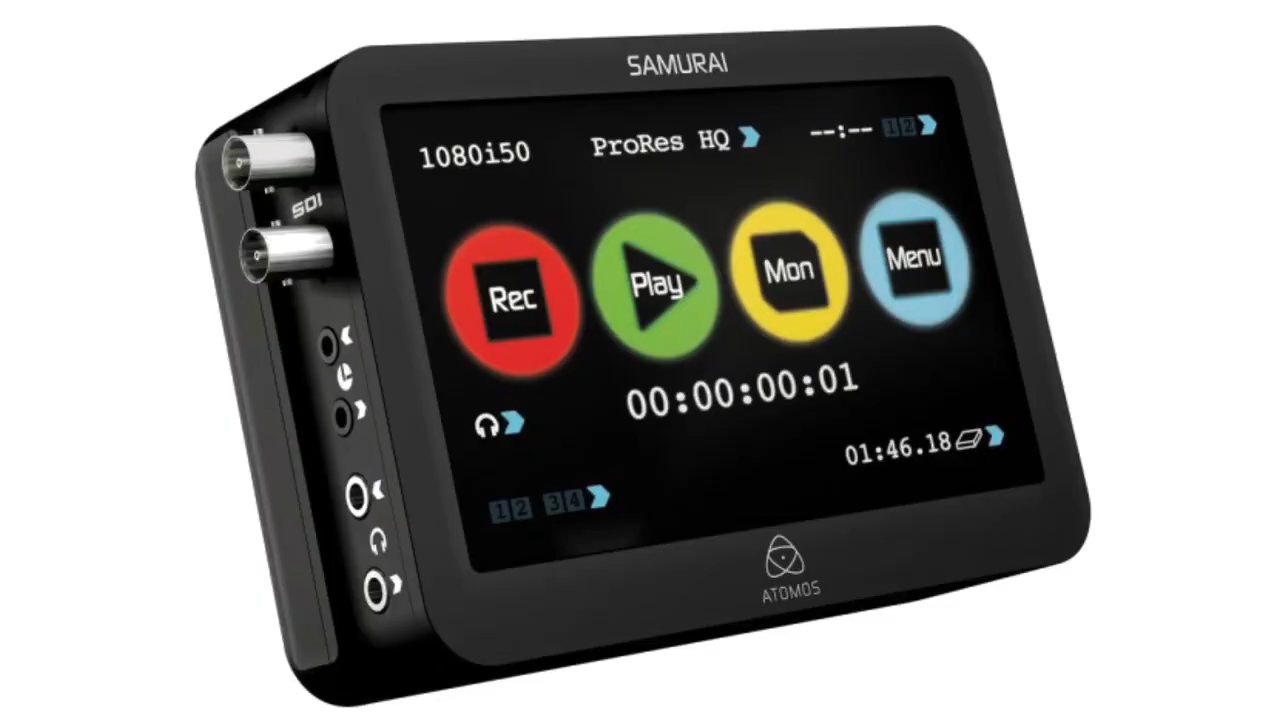 SAMURAI
1080i50 ProRes HQ --:-- 12
SDI
Rec Play Mon Menu
00:00:00:01
01:46.18
12 34
ATOMOS